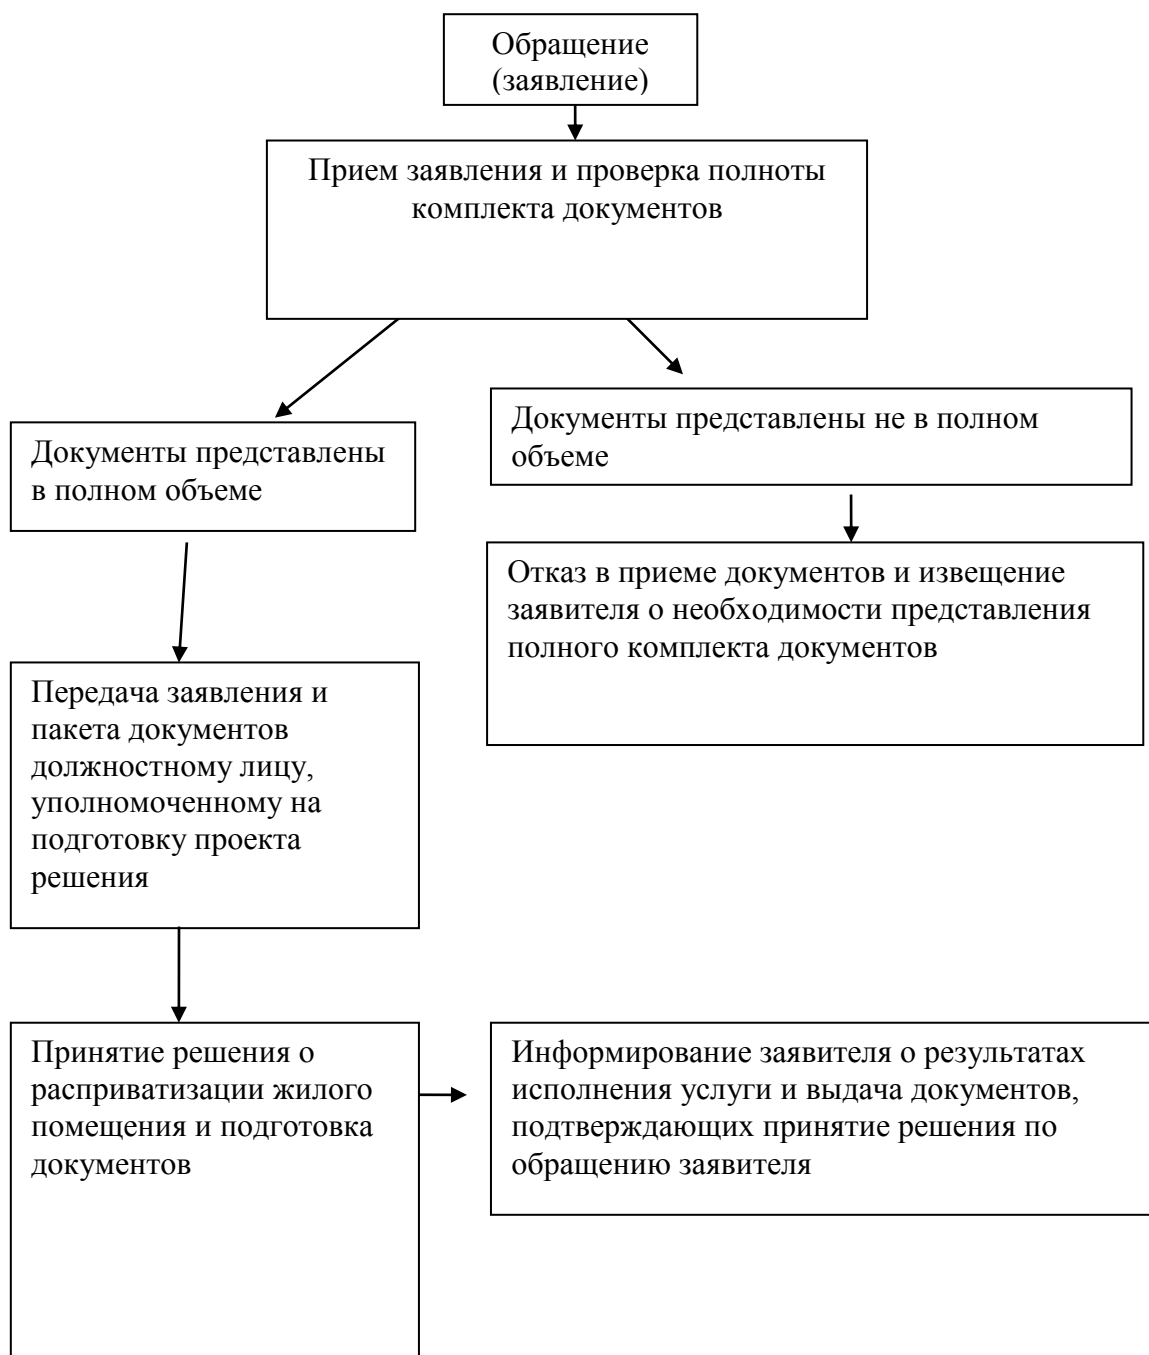 Обращение
(заявление)
Прием заявления и проверка полноты
комплекта документов
Документы представлены не в полном
объеме
Документы представлены
в полном объеме
Отказ в приеме документов и извещение
заявителя о необходимости представления
полного комплекта документов
Передача заявления и
пакета документов
должностному лицу,
уполномоченному на
подготовку проекта
решения
Принятие решения о
расприватизации жилого
помещения и подготовка
документов
Информирование заявителя о результатах
исполнения услуги и выдача документов,
подтверждающих принятие решения по
обращению заявителя